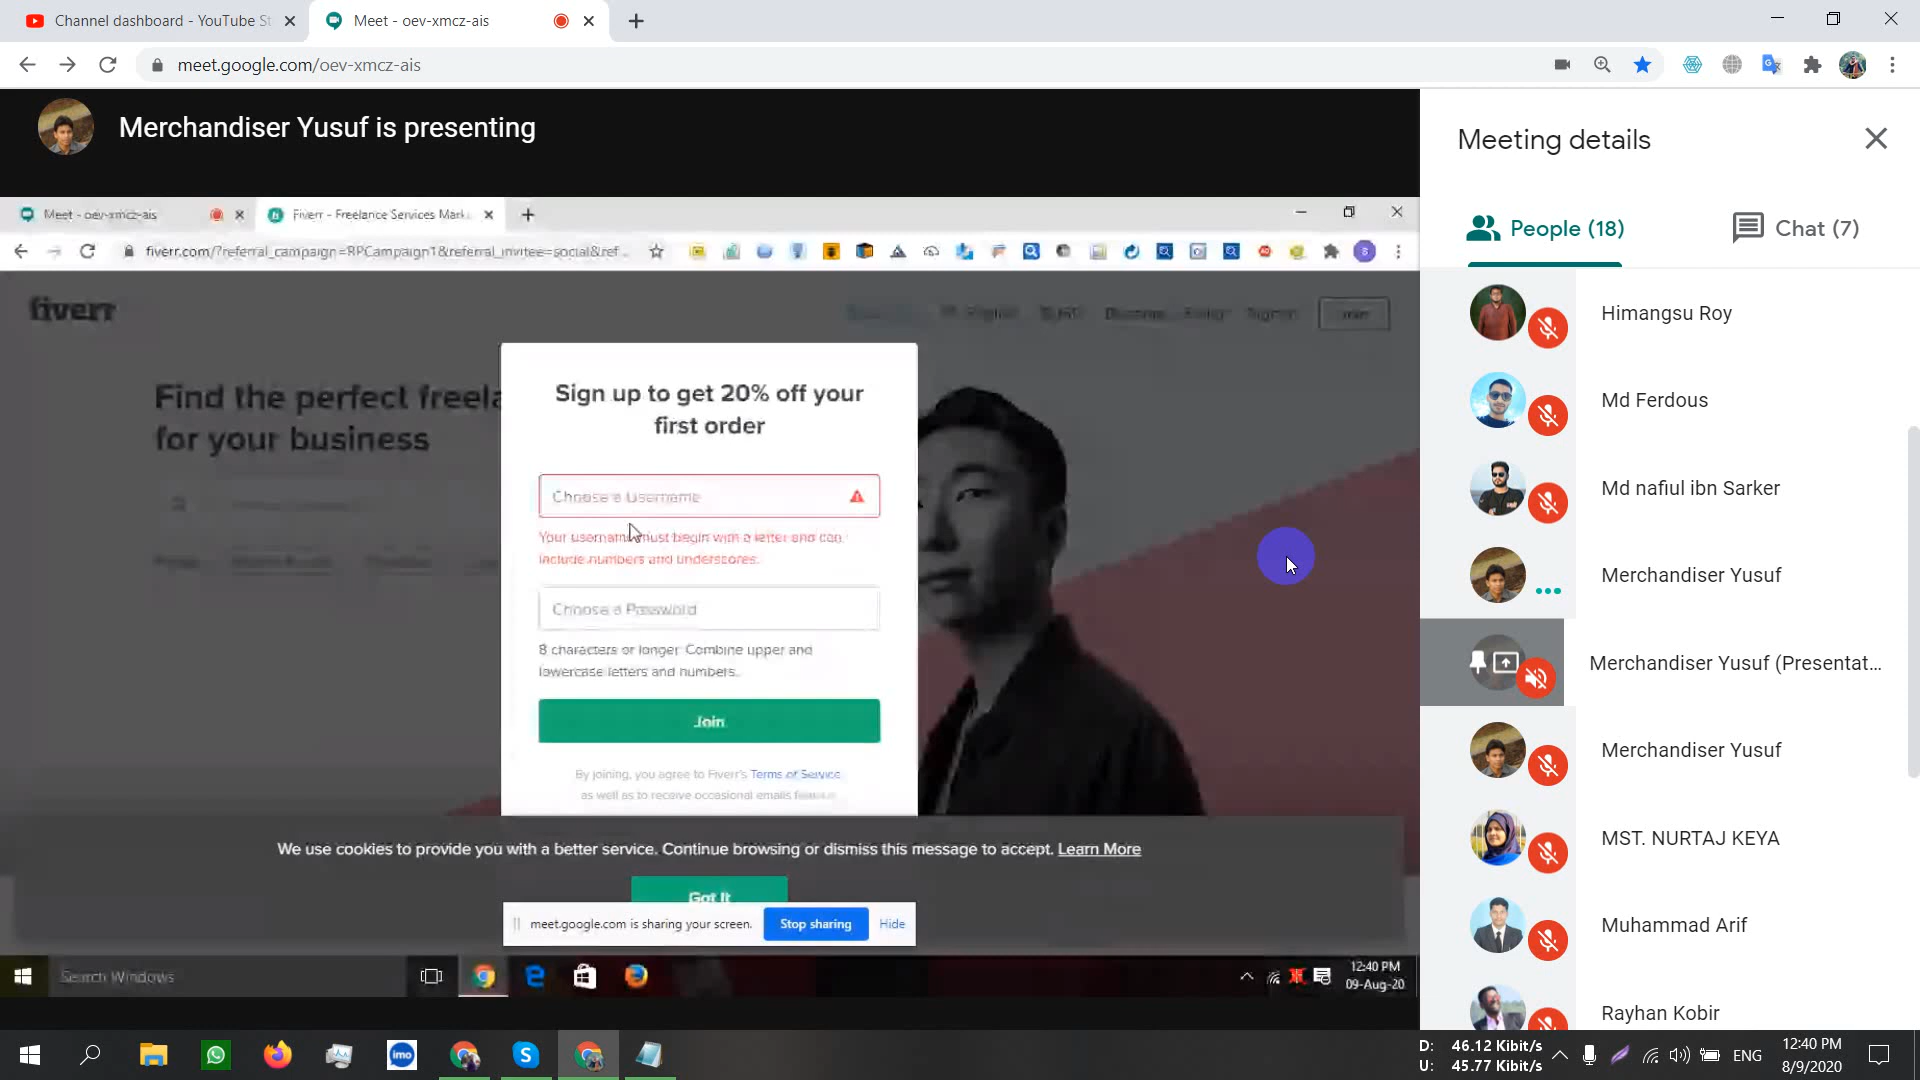 Channel dashboard - YouTube St
Meet - oev-xmcz-ais
meet.google.com/oev-xmcz-ais
Merchandiser Yusuf is presenting
Meet - oev-xmcz-ais
Fiverr - Freelance Services Mark
fiverr.com/?referral_campaign=RPCampaign1&referral_invitee=social&ref...
fiverr
Find the perfect freela
for your business
Sign up to get 20% off your
first order
Choose a Username
Your username must begin with a letter and can
include numbers and underscores.
Choose a Password
8 characters or longer. Combine upper and
lowercase letters and numbers.
Join
By joining, you agree to Fiverr's Terms of Service
as well as to receive occasional emails
We use cookies to provide you with a better service. Continue browsing or dismiss this message to accept. Learn More
Got It
meet.google.com is sharing your screen.
Stop sharing
Hide
Search Windows
12:40 PM
09-Aug-20
Meeting details
People (18)
Chat (7)
Himangsu Roy
Md Ferdous
Md nafiul ibn Sarker
Merchandiser Yusuf
Merchandiser Yusuf (Presentat...
Merchandiser Yusuf
MST. NURTAJ KEYA
Muhammad Arif
Rayhan Kobir
imo
D: 46.12 Kibit/s
U: 45.77 Kibit/s
ENG
12:40 PM
8/9/2020